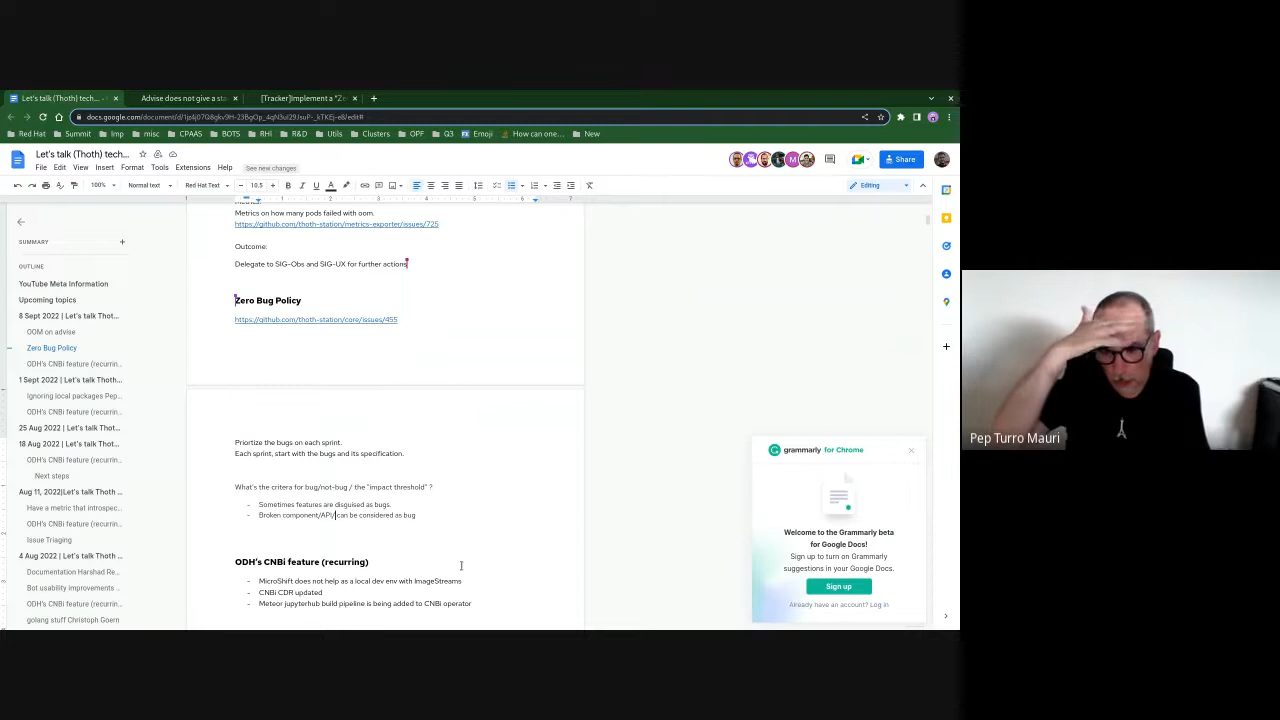 Let's talk (Thoth) tech...
Advise does not give a sta
[Tracker]Implement a "Ze
docs.google.com/document/d/
Red Hat
Summit
Imp
misc
CPAAS
BOTS
RHI
R&D
Utils
Clusters
OPF
Q3
Emoji
How can one...
New
Let's talk (Thoth) tech...
Share
File Edit View Insert Format Tools Extensions Help
See new changes
100%
Normal text
Red Hat Text
10.5
Editing
SUMMARY
OUTLINE
YouTube Meta Information
Upcoming topics
8 Sept 2022 | Let's talk Thot...
OOM on advise
Zero Bug Policy
ODH's CNBi feature (recurrin...
1 Sept 2022 | Let's talk Thoth...
Ignoring local packages Pep...
ODH's CNBi feature (recurrin...
25 Aug 2022 | Let's talk Thot...
18 Aug 2022 | Let's talk Thot...
ODH's CNBi feature (recurrin...
Next steps
Aug 11, 2022|Let's talk Thoth...
Have a metric that introspec...
ODH's CNBi feature (recurrin...
Issue Triaging
4 Aug 2022 | Let's talk Thoth ...
Documentation Harshad Re...
Bot usability improvements ...
ODH's CNBi feature (recurrin...
golang stuff Christoph Goern
Metrics on how many pods failed with oom.
https://github.com/thoth-station/metrics-exporter/issues/725
Outcome:
Delegate to SIG-Obs and SIG-UX for further actions
Zero Bug Policy
https://github.com/thoth-station/core/issues/455
Prioritize the bugs on each sprint.
Each sprint, start with the bugs and its specification.
What's the critera for bug/not-bug / the "impact threshold" ?
- Sometimes features are disguised as bugs.
- Broken component/API/ can be considered as bug
ODH's CNBi feature (recurring)
- MicroShift does not help as a local dev env with ImageStreams
- CNBi CDR updated
- Meteor jupyterhub build pipeline is being added to CNBi operator
grammarly for Chrome
Welcome to the Grammarly beta
for Google Docs!
Sign up to turn on Grammarly
suggestions in your Google Docs.
Sign up
Already have an account? Log in
Pep Turro Mauri